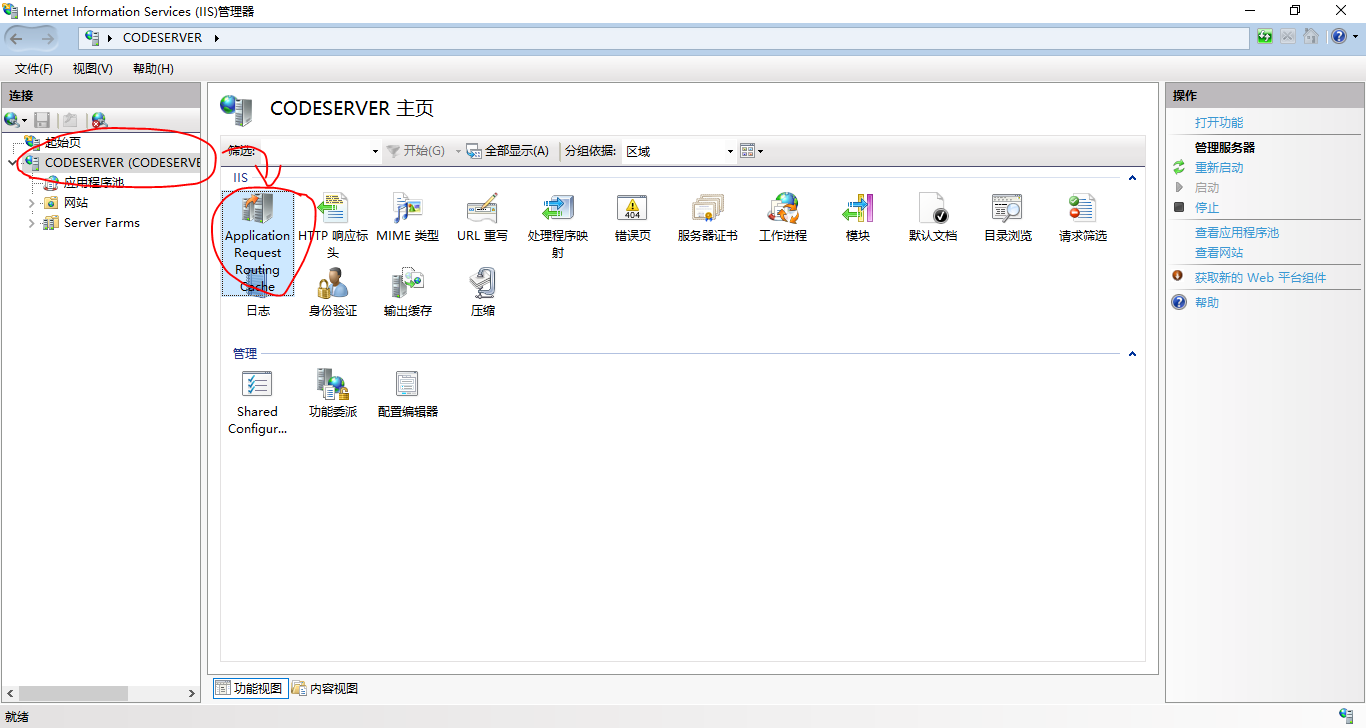 Internet Information Services (IIS)管理器
CODESERVER
文件(F) 视图(V) 帮助(H)
连接
起始页
CODESERVER (CODESERVE
应用程序池
网站
Server Farms
CODESERVER 主页
筛选: 开始(G) 全部显示(A) 分组依据: 区域
IIS
Application Request Routing Cache
HTTP 响应标头
MIME 类型
URL 重写
处理程序映射
错误页
404
服务器证书
工作进程
模块
默认文档
目录浏览
请求筛选
日志
身份验证
输出缓存
压缩
管理
Shared Configur...
功能委派
配置编辑器
功能视图 内容视图
操作
打开功能
管理服务器
重新启动
启动
停止
查看应用程序池
查看网站
获取新的 Web 平台组件
帮助
就绪